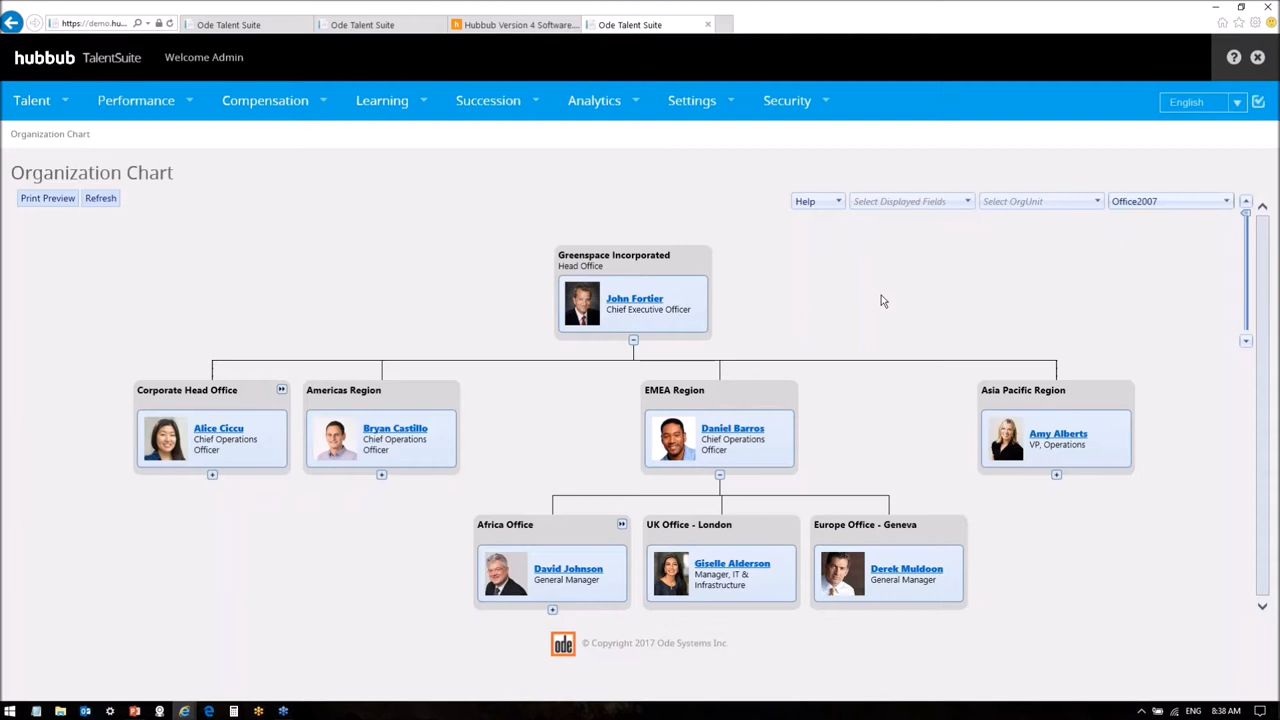 https://demo.hu...
Ode Talent Suite
Ode Talent Suite
Hubbub Version 4 Software...
Ode Talent Suite
hubbub TalentSuite
Welcome Admin
Talent
Performance
Compensation
Learning
Succession
Analytics
Settings
Security
English
Organization Chart
Organization Chart
Print Preview
Refresh
Help
Select Displayed Fields
Select OrgUnit
Office2007
Greenspace Incorporated
Head Office
John Fortier
Chief Executive Officer
Corporate Head Office
Alice Ciccu
Chief Operations
Officer
Americas Region
Bryan Castillo
Chief Operations
Officer
EMEA Region
Daniel Barros
Chief Operations
Officer
Asia Pacific Region
Amy Alberts
VP, Operations
Africa Office
David Johnson
General Manager
UK Office - London
Giselle Alderson
Manager, IT &
Infrastructure
Europe Office - Geneva
Derek Muldoon
General Manager
ode
© Copyright 2017 Ode Systems Inc.
ENG
8:38 AM